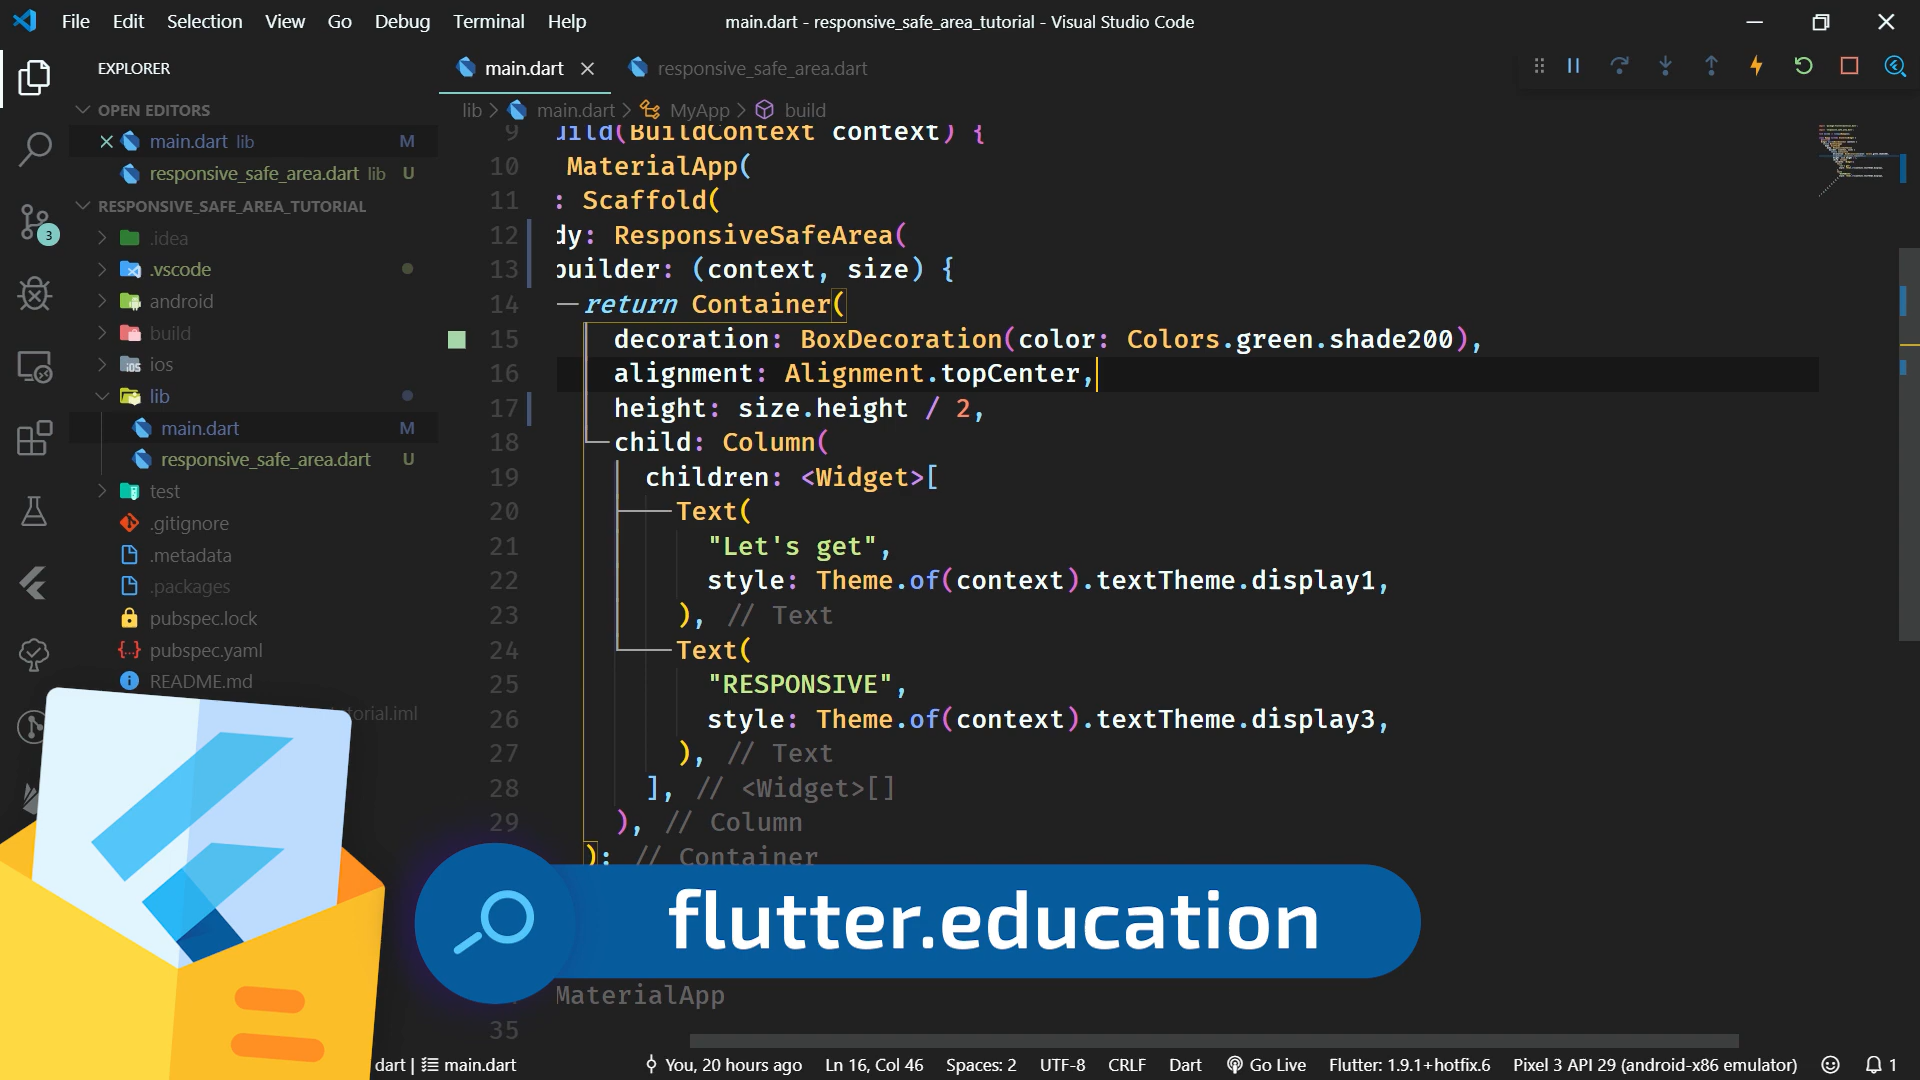 File Edit Selection View Go Debug Terminal Help
main.dart - responsive_safe_area_tutorial - Visual Studio Code
EXPLORER
OPEN EDITORS
main.dart lib M
responsive_safe_area.dart lib U
RESPONSIVE_SAFE_AREA_TUTORIAL
.idea
.vscode
android
build
ios
lib
main.dart M
responsive_safe_area.dart U
test
.gitignore
.metadata
.packages
pubspec.lock
pubspec.yaml
README.md
torial.iml
3
main.dart
responsive_safe_area.dart
lib > main.dart > MyApp > build
9 uild(BuildContext context) {
10 MaterialApp(
11 : Scaffold(
12 dy: ResponsiveSafeArea(
13 builder: (context, size) {
14 return Container(
15 decoration: BoxDecoration(color: Colors.green.shade200),
16 alignment: Alignment.topCenter,
17 height: size.height / 2,
18 child: Column(
19 children: <Widget>[
20 Text(
21 "Let's get",
22 style: Theme.of(context).textTheme.display1,
23 ), // Text
24 Text(
25 "RESPONSIVE",
26 style: Theme.of(context).textTheme.display3,
27 ), // Text
28 ], // <Widget>[]
29 ), // Column
); // Container
flutter.education
MaterialApp
35
dart | main.dart
You, 20 hours ago Ln 16, Col 46 Spaces: 2 UTF-8 CRLF Dart Go Live Flutter: 1.9.1+hotfix.6 Pixel 3 API 29 (android-x86 emulator) 1